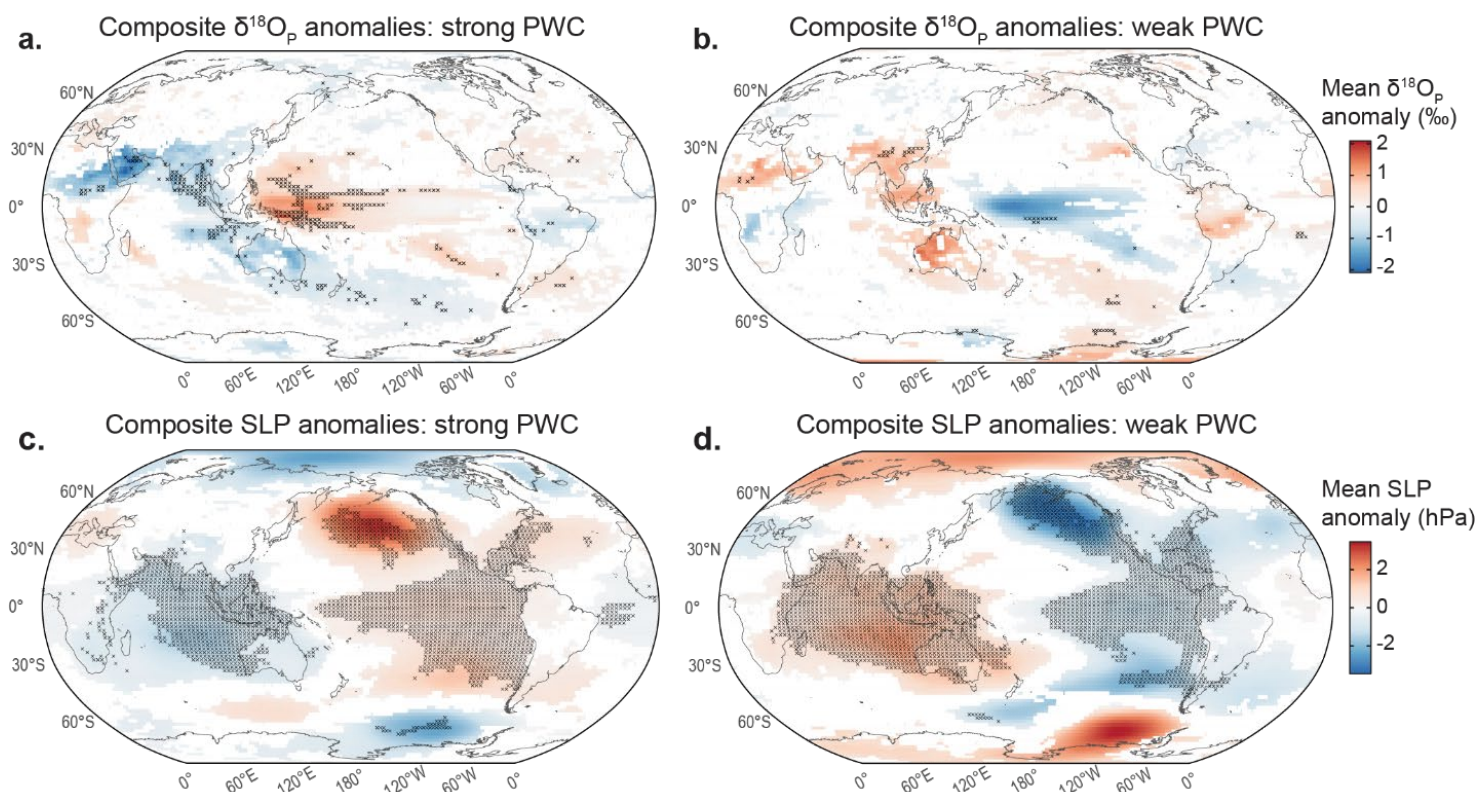 a.
Composite δ¹⁸Oₚ anomalies: strong PWC
b.
Composite δ¹⁸Oₚ anomalies: weak PWC
60°N
30°N
0°
30°S
60°S
0°
60°E
120°E
180°
120°W
60°W
0°
60°N
30°N
0°
30°S
60°S
0°
60°E
120°E
180°
120°W
60°W
0°
Mean δ¹⁸Oₚ
anomaly (‰)
2
1
0
-1
-2
c.
Composite SLP anomalies: strong PWC
d.
Composite SLP anomalies: weak PWC
60°N
30°N
0°
30°S
60°S
0°
60°E
120°E
180°
120°W
60°W
0°
60°N
30°N
0°
30°S
60°S
0°
60°E
120°E
180°
120°W
60°W
0°
Mean SLP
anomaly (hPa)
2
0
-2